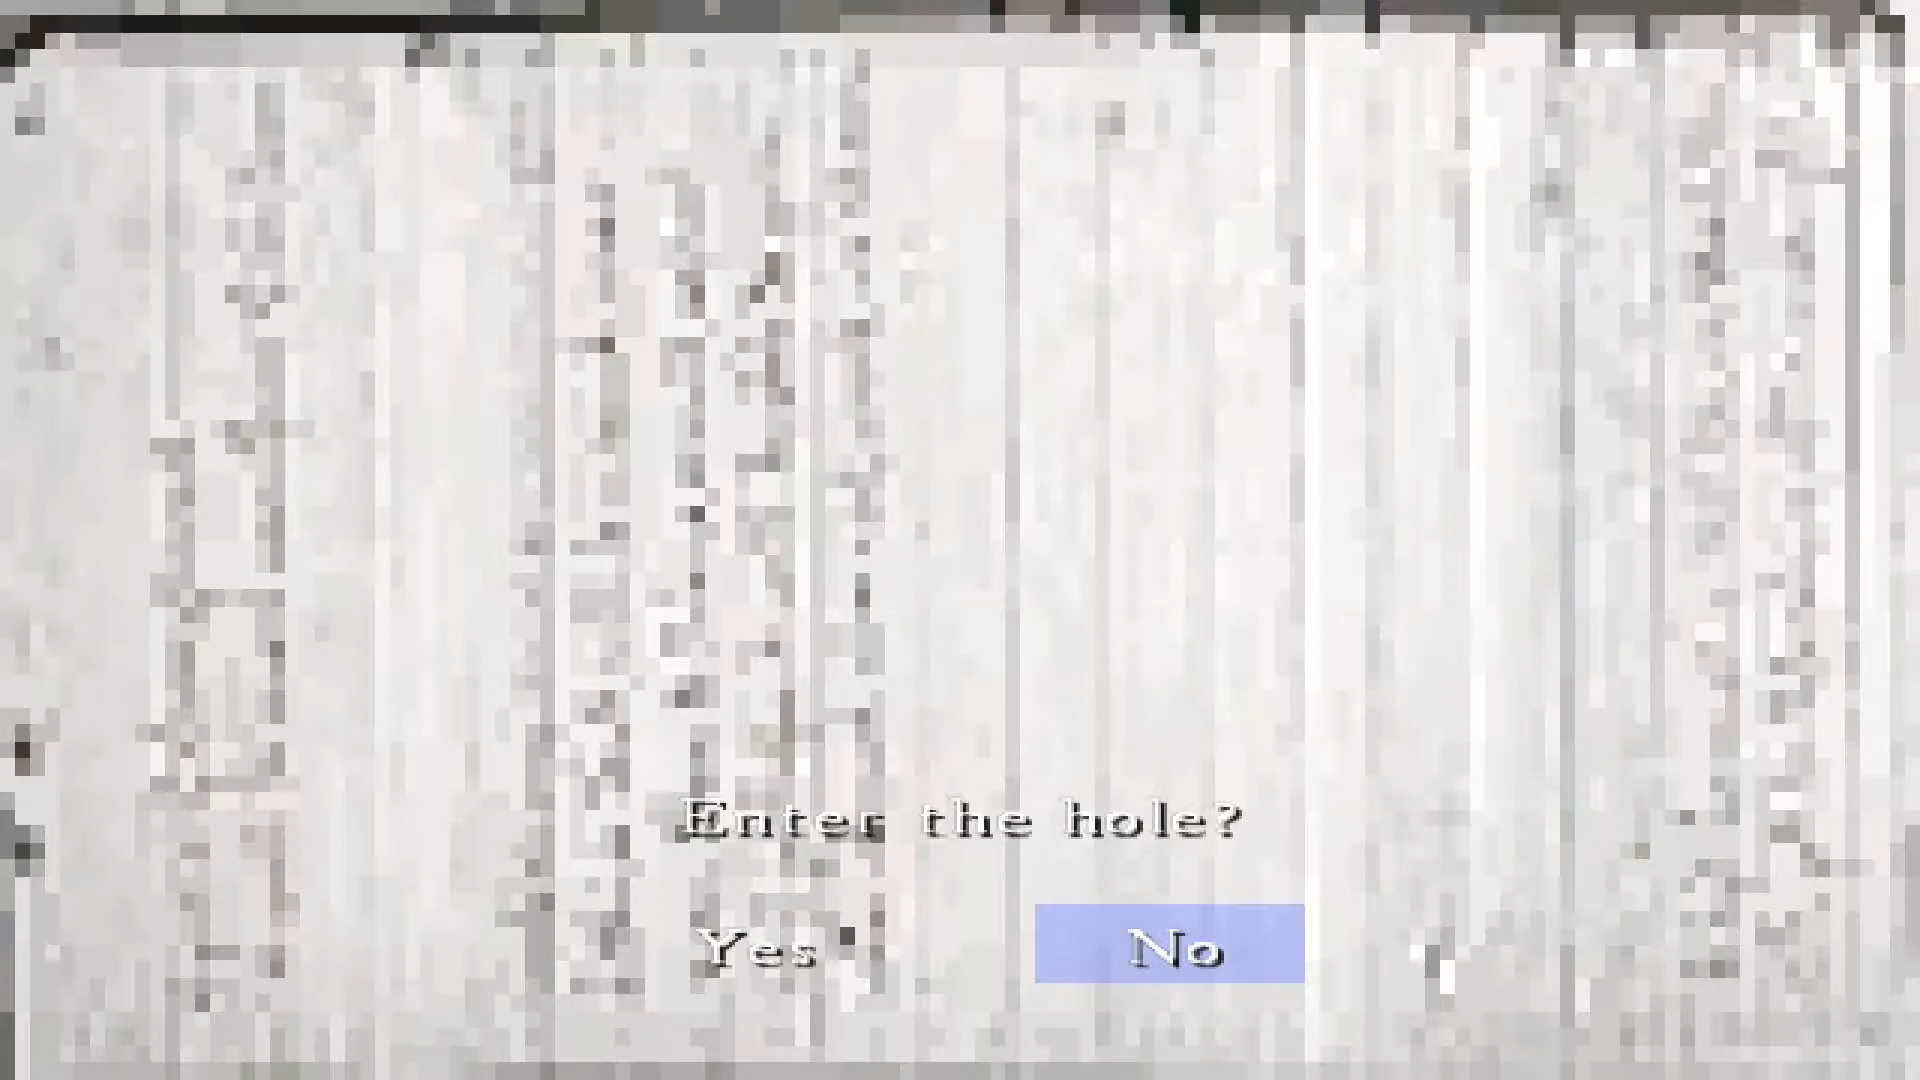 Enter the hole?
Yes No